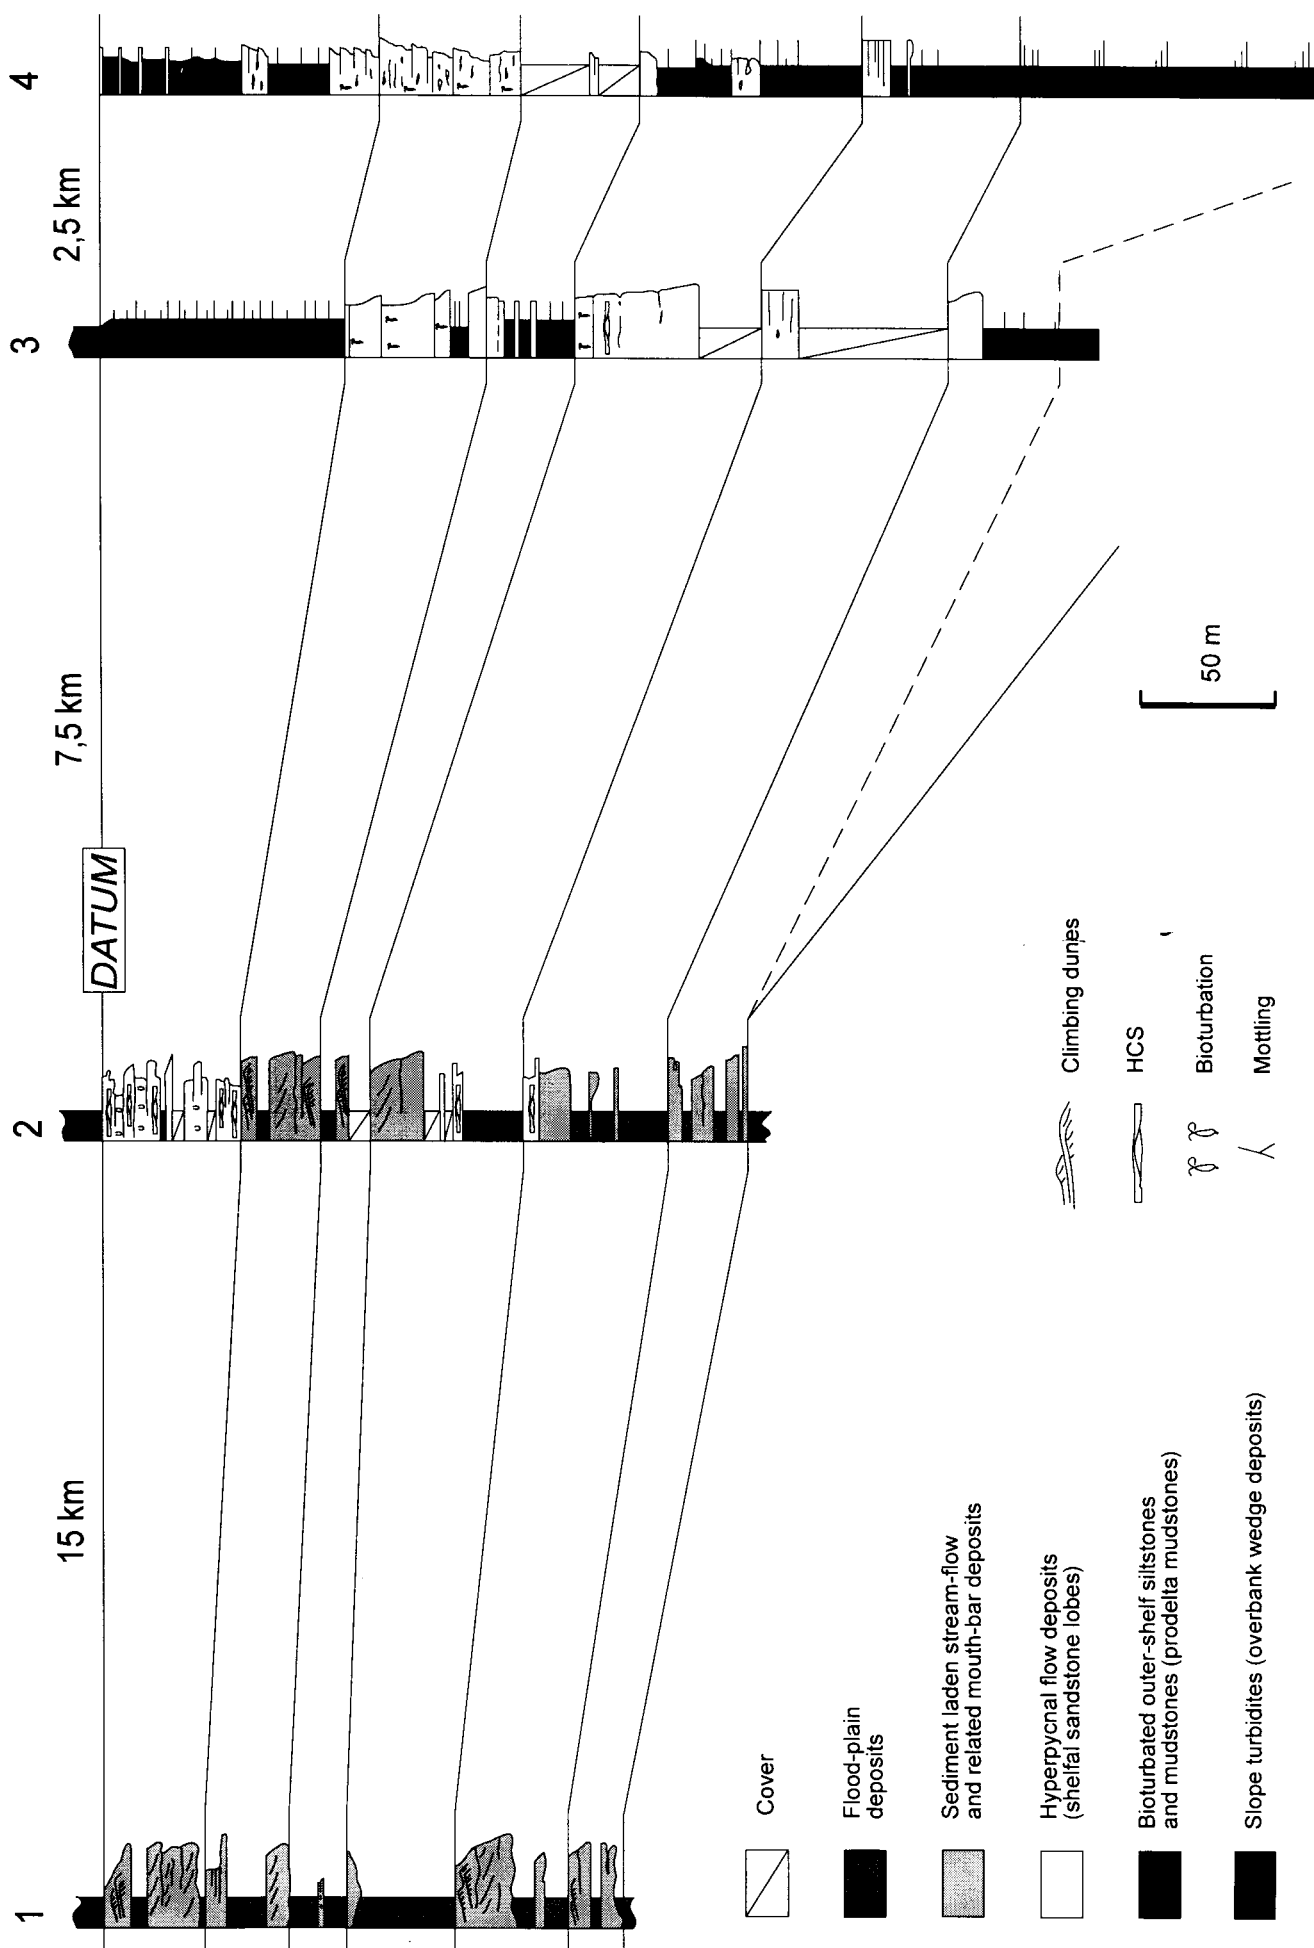 1
15 km
2
DATUM
7,5 km
3
2,5 km
4
Cover
Flood-plain
deposits
Sediment laden stream-flow
and related mouth-bar deposits
Hyperpycnal flow deposits
(shelfal sandstone lobes)
Bioturbated outer-shelf siltstones
and mudstones (prodelta mudstones)
Slope turbidites (overbank wedge deposits)
Climbing dunes
HCS
Bioturbation
Mottling
50 m